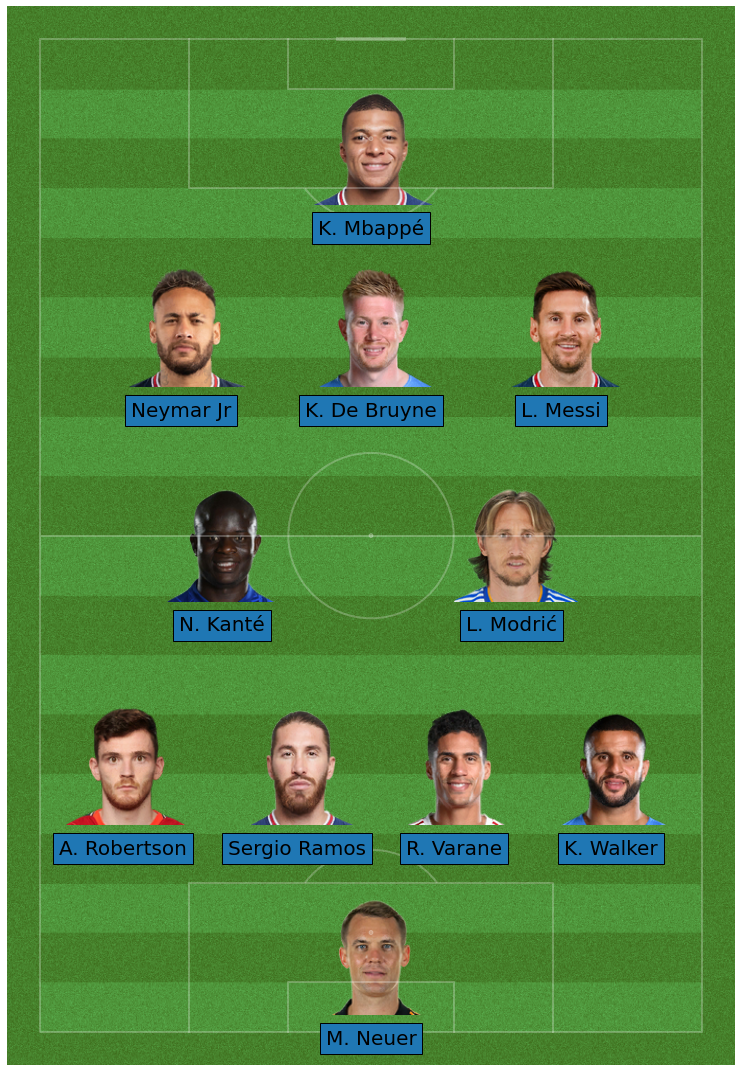 K. Mbappé
Neymar Jr
K. De Bruyne
L. Messi
N. Kanté
L. Modrić
A. Robertson
Sergio Ramos
R. Varane
K. Walker
M. Neuer